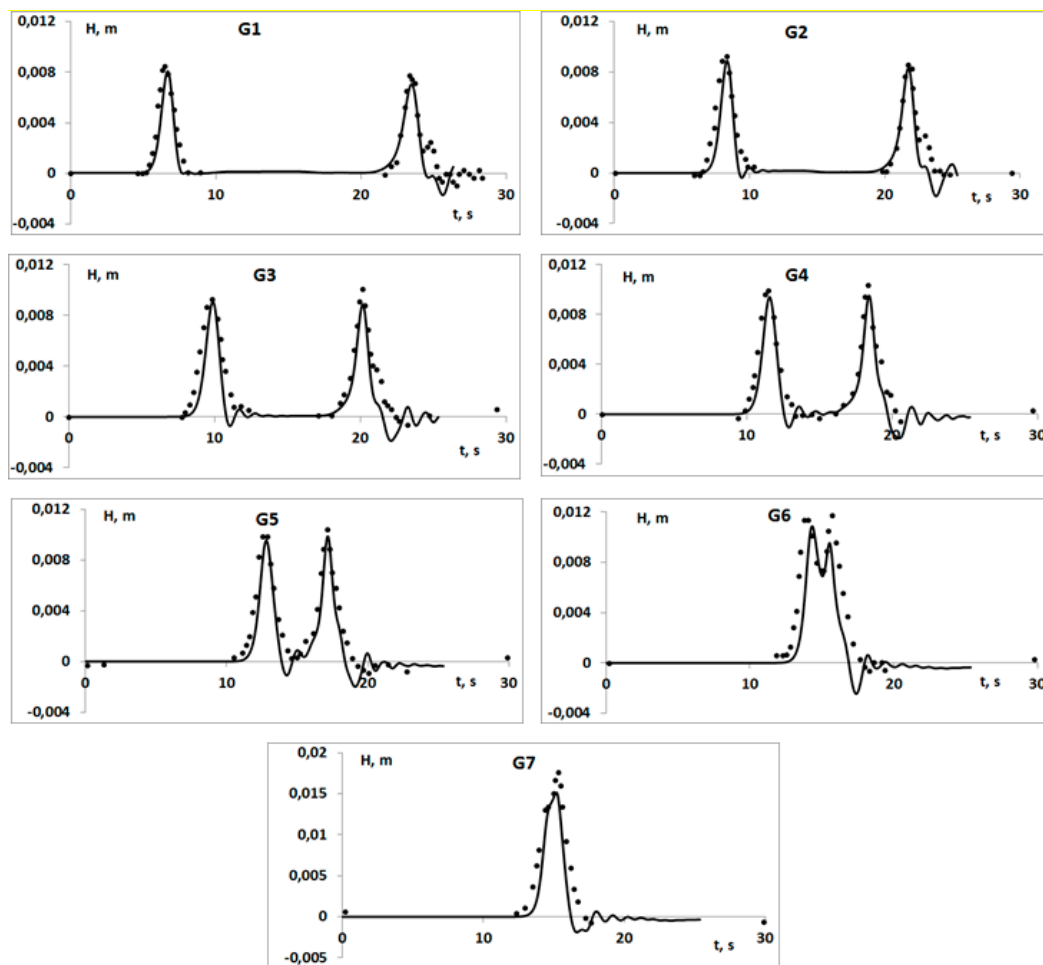 0,012 H, m G1
0,008
0,004
0
0 10 20 30
-0,004 t, s
0,012 H, m G2
0,008
0,004
0
0 10 20 30
-0,004 t, s
0,012 H, m G3
0,008
0,004
0
0 10 20 30
-0,004 t, s
0,012 H, m G4
0,008
0,004
0
0 10 20 30
-0,004 t, s
0,012 H, m G5
0,008
0,004
0
0 10 20 t, s 30
-0,004
0,012 H, m G6
0,008
0,004
0
0 10 20 30
-0,004 t, s
0,02 H, m G7
0,015
0,01
0,005
0
0 10 20 30
-0,005 t, s